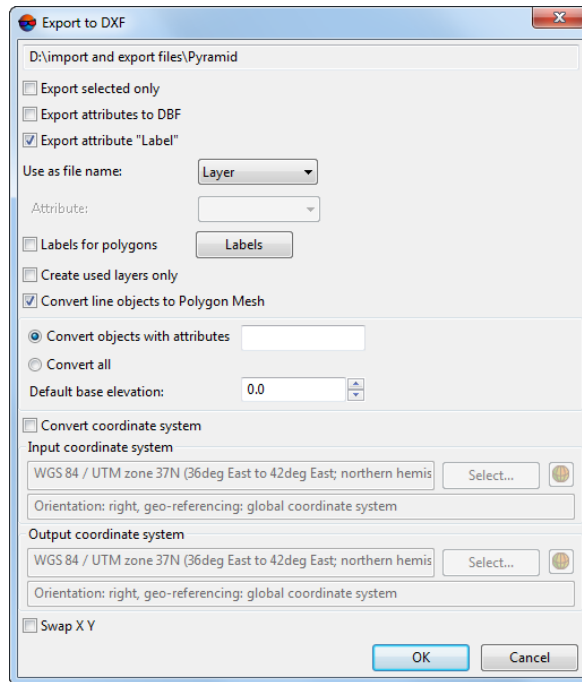 Export to DXF
D:\import and export files\Pyramid
Export selected only
Export attributes to DBF
Export attribute "Label"
Use as file name: Layer
Attribute:
Labels for polygons Labels
Create used layers only
Convert line objects to Polygon Mesh
Convert objects with attributes
Convert all
Default base elevation: 0.0
Convert coordinate system
Input coordinate system
WGS 84 / UTM zone 37N (36deg East to 42deg East; northern hemis Select...
Orientation: right, geo-referencing: global coordinate system
Output coordinate system
WGS 84 / UTM zone 37N (36deg East to 42deg East; northern hemis Select...
Orientation: right, geo-referencing: global coordinate system
Swap X Y
OK Cancel